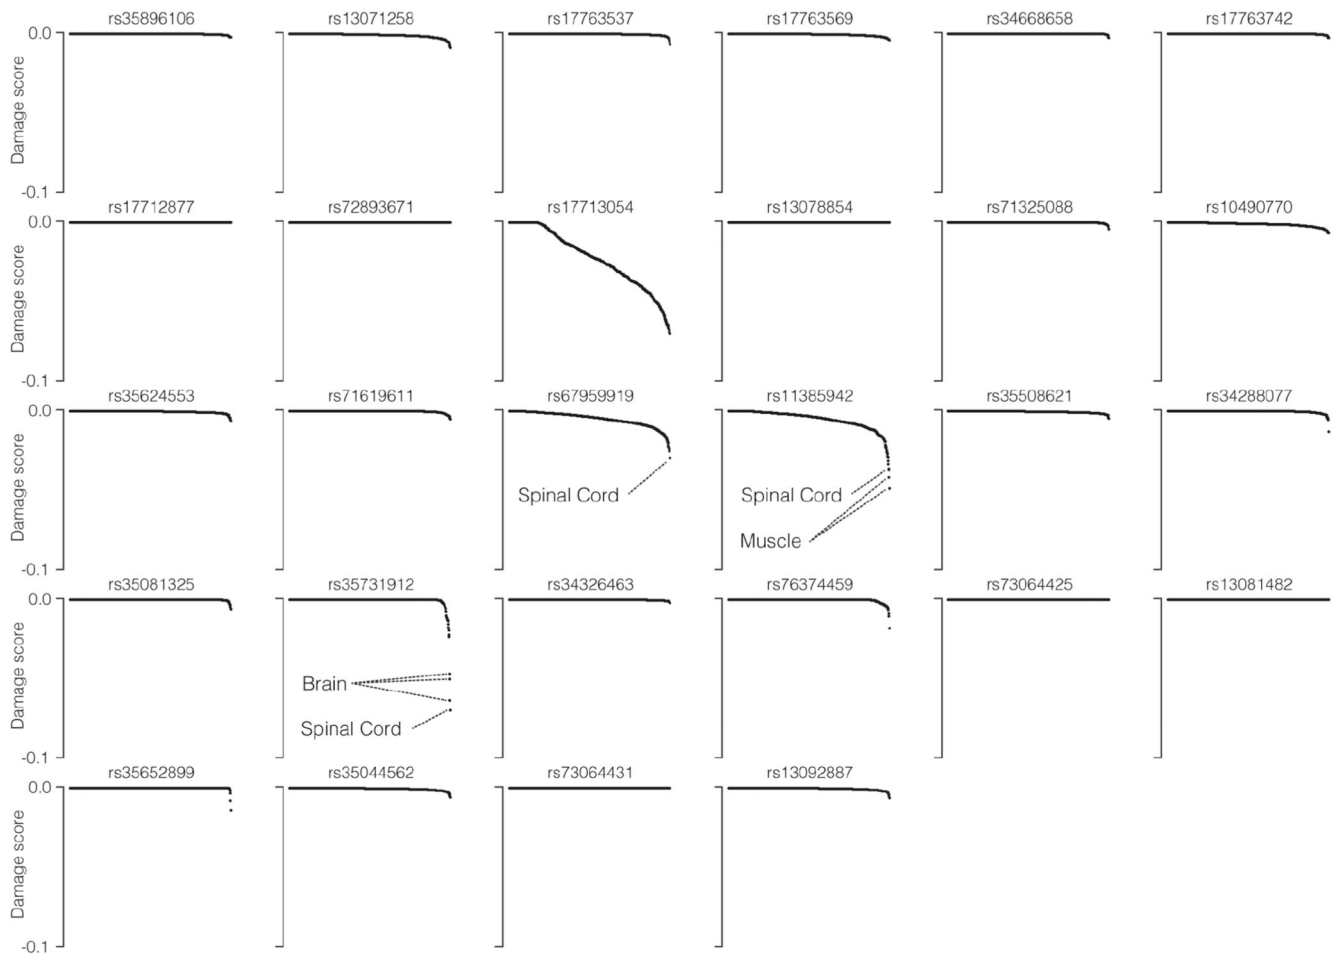 rs35896106 rs13071258 rs17763537 rs17763569 rs34668658 rs17763742
0.0
Damage score
-0.1
rs17712877 rs72893671 rs17713054 rs13078854 rs71325088 rs10490770
0.0
Damage score
-0.1
rs35624553 rs71619611 rs67959919 rs11385942 rs35508621 rs34288077
0.0
Damage score
Spinal Cord
Spinal Cord
Muscle
-0.1
rs35081325 rs35731912 rs34326463 rs76374459 rs73064425 rs13081482
0.0
Damage score
Brain
Spinal Cord
-0.1
rs35652899 rs35044562 rs73064431 rs13092887
0.0
Damage score
-0.1